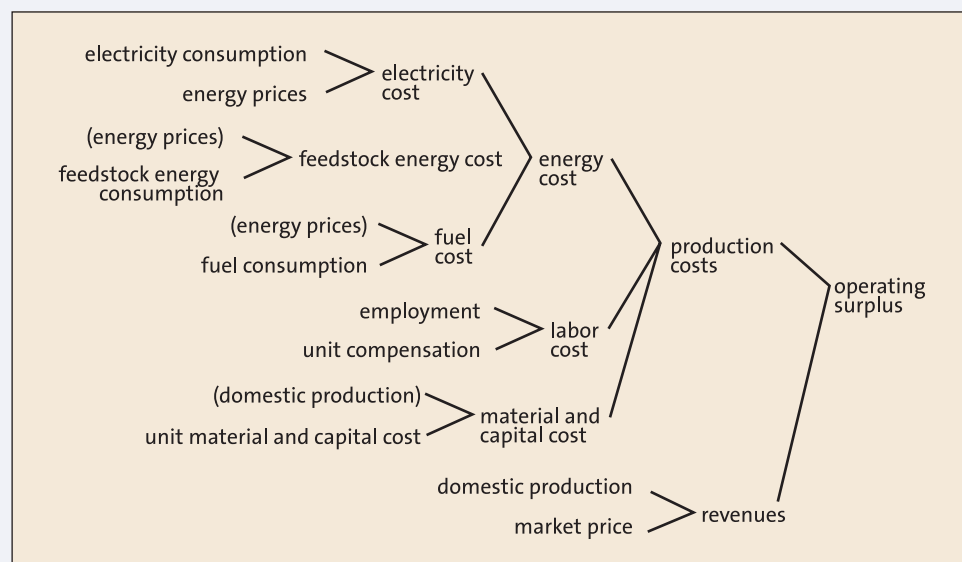 electricity consumption
energy prices
electricity
cost
(energy prices)
feedstock energy
consumption
feedstock energy cost
energy
cost
(energy prices)
fuel consumption
fuel
cost
production
costs
operating
surplus
employment
unit compensation
labor
cost
(domestic production)
unit material and capital cost
material and
capital cost
domestic production
market price
revenues